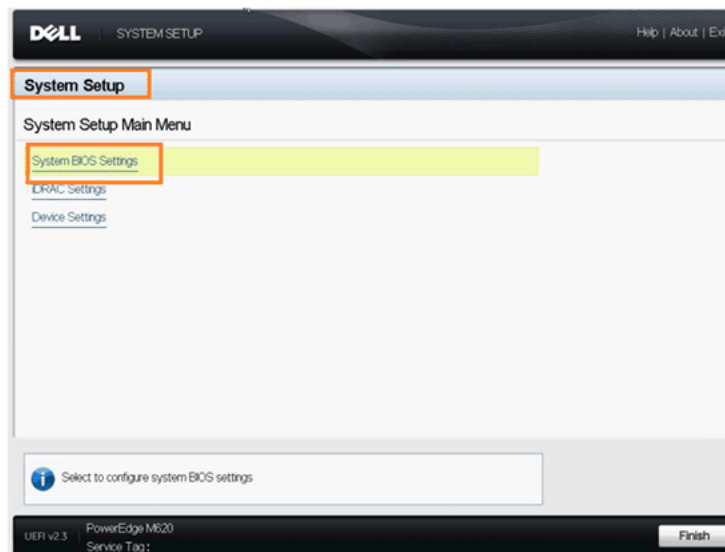 DELL SYSTEM SETUP Help | About | Exi
System Setup
System Setup Main Menu
System BIOS Settings
iDRAC Settings
Device Settings
Select to configure system BIOS settings
UEFI v2.3 PowerEdge M620
Service Tag :
Finish